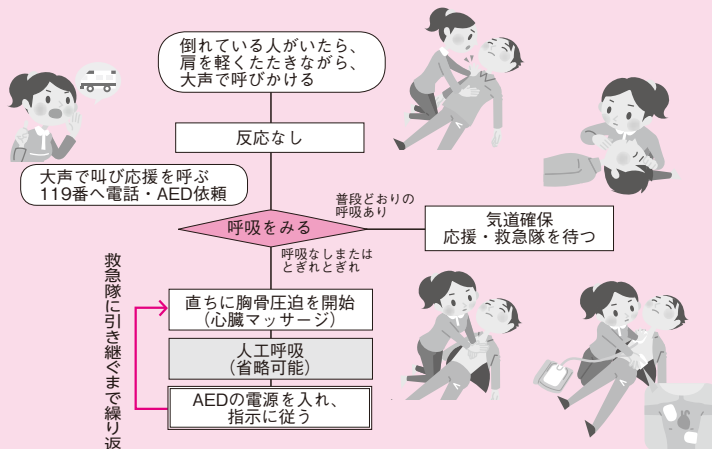 倒れている人がいたら、
肩を軽くたたきながら、
大声で呼びかける
反応なし
大声で叫び応援を呼ぶ
119番へ電話・AED依頼
呼吸をみる
普段どおりの
呼吸あり
気道確保
応援・救急隊を待つ
呼吸なしまたは
とぎれとぎれ
直ちに胸骨圧迫を開始
（心臓マッサージ）
人工呼吸
（省略可能）
AEDの電源を入れ、
指示に従う
救急隊に引き継ぐまで繰り返